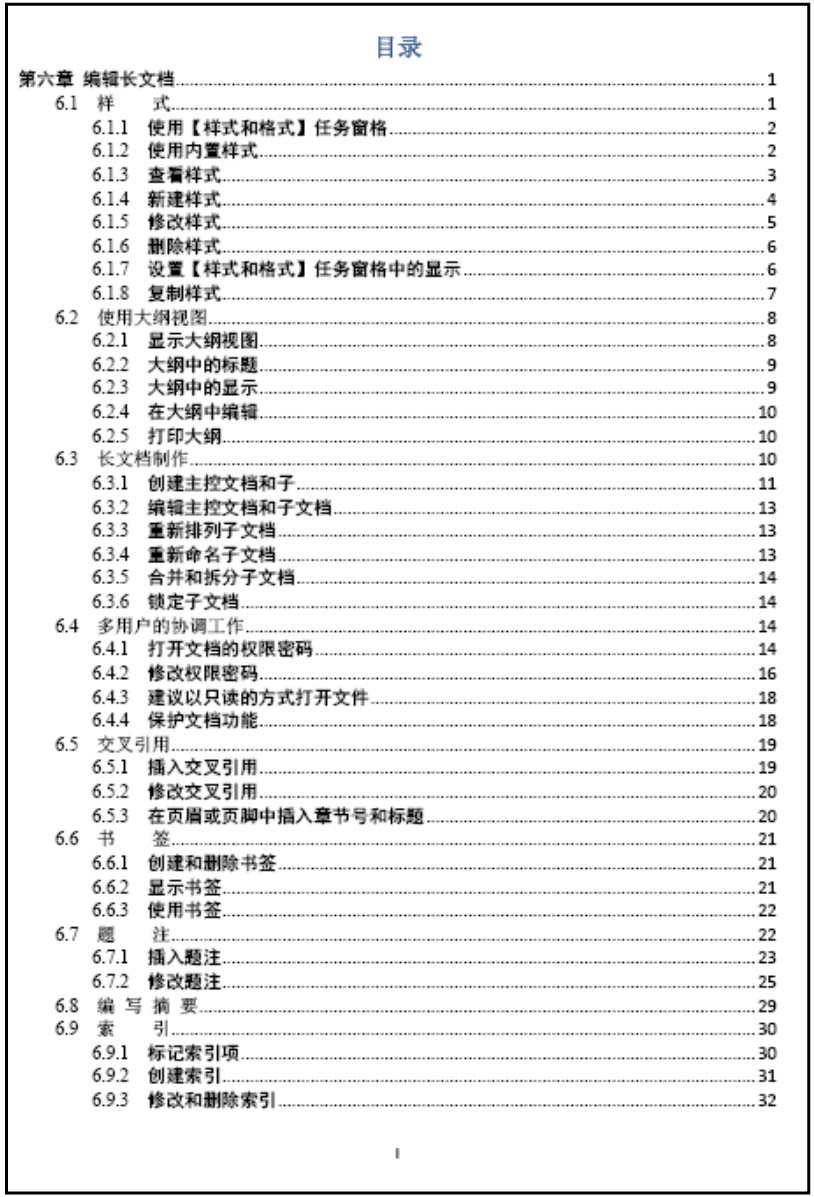 目录
第六章 编辑长文档 1
6.1 样 式 1
6.1.1 使用【样式和格式】任务窗格 2
6.1.2 使用内置样式 2
6.1.3 查看样式 3
6.1.4 新建样式 4
6.1.5 修改样式 5
6.1.6 删除样式 6
6.1.7 设置【样式和格式】任务窗格中的显示 6
6.1.8 复制样式 7
6.2 使用大纲视图 8
6.2.1 显示大纲视图 8
6.2.2 大纲中的标题 9
6.2.3 大纲中的显示 9
6.2.4 在大纲中编辑 10
6.2.5 打印大纲 10
6.3 长文档制作 10
6.3.1 创建主控文档和子 11
6.3.2 编辑主控文档和子文档 13
6.3.3 重新排列子文档 13
6.3.4 重新命名子文档 13
6.3.5 合并和拆分子文档 14
6.3.6 锁定子文档 14
6.4 多用户的协调工作 14
6.4.1 打开文档的权限密码 14
6.4.2 修改权限密码 16
6.4.3 建议以只读的方式打开文件 18
6.4.4 保护文档功能 18
6.5 交叉引用 19
6.5.1 插入交叉引用 19
6.5.2 修改交叉引用 20
6.5.3 在页眉或页脚中插入章节号和标题 20
6.6 书 签 21
6.6.1 创建和删除书签 21
6.6.2 显示书签 21
6.6.3 使用书签 22
6.7 题 注 22
6.7.1 插入题注 23
6.7.2 修改题注 25
6.8 编 写 摘 要 29
6.9 索 引 30
6.9.1 标记索引项 30
6.9.2 创建索引 31
6.9.3 修改和删除索引 32
I